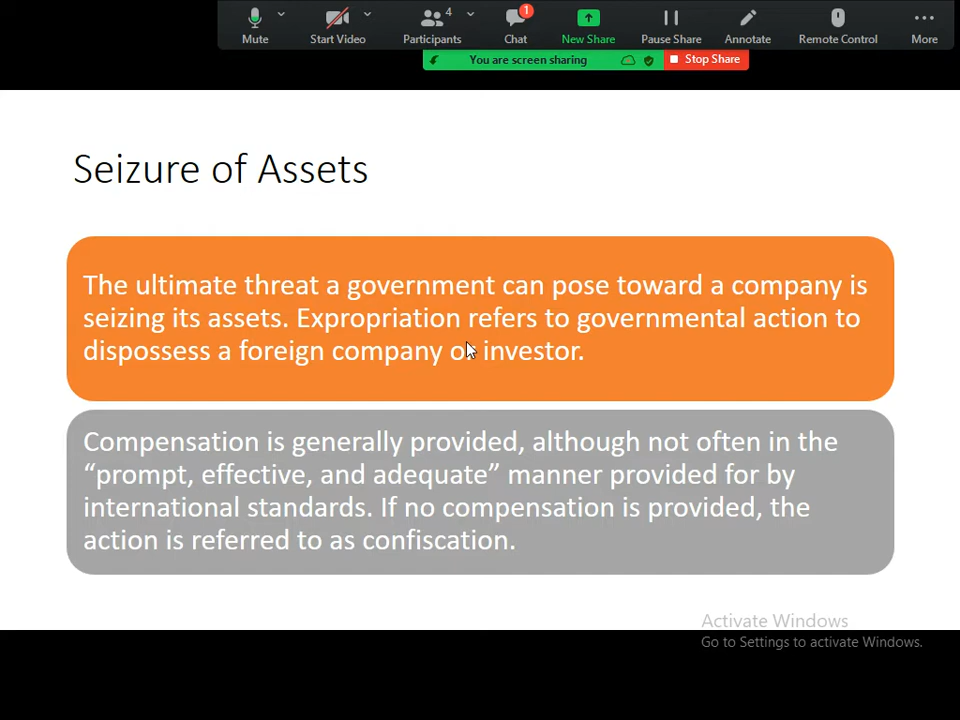 4
1
Mute
Start Video
Participants
Chat
New Share
Pause Share
Annotate
Remote Control
More
You are screen sharing
Stop Share
Seizure of Assets
The ultimate threat a government can pose toward a company is
seizing its assets. Expropriation refers to governmental action to
dispossess a foreign company or investor.
Compensation is generally provided, although not often in the
“prompt, effective, and adequate” manner provided for by
international standards. If no compensation is provided, the
action is referred to as confiscation.
Activate Windows
Go to Settings to activate Windows.